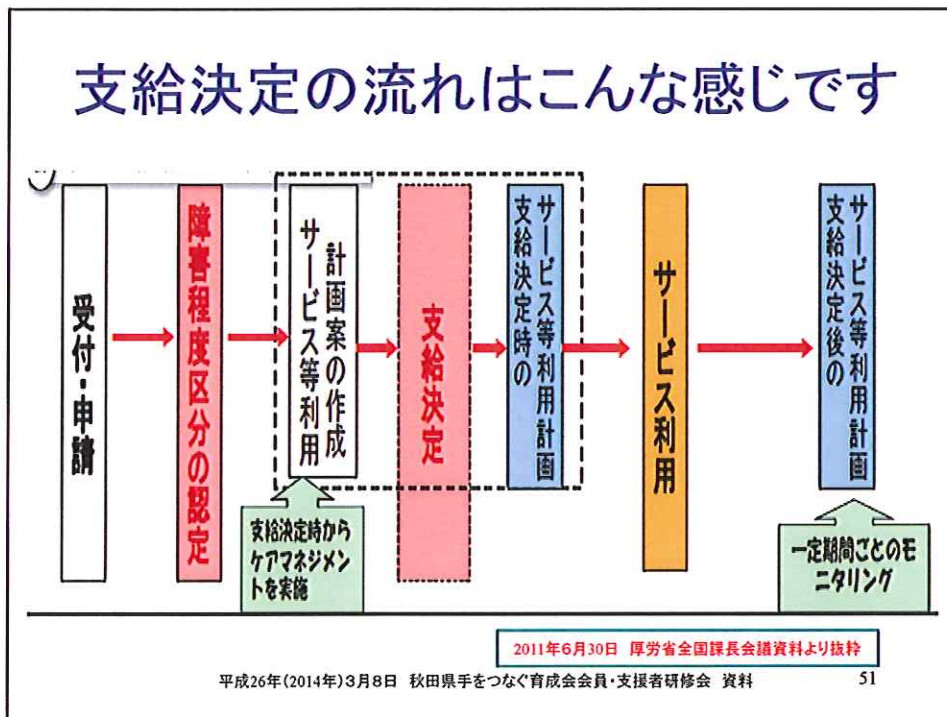 支給決定の流れはこんな感じです
受付・申請
障害程度区分の認定
サービス等利用
計画案の作成
支給決定
支給決定時の
サービス等利用計画
サービス利用
支給決定後の
サービス等利用計画
支給決定時から
ケアマネジメン
トを実施
一定期間ごとのモ
ニタリング
2011年6月30日 厚労省全国課長会議資料より抜粋
平成26年(2014年)3月8日 秋田県手をつなぐ育成会会員・支援者研修会 資料
51